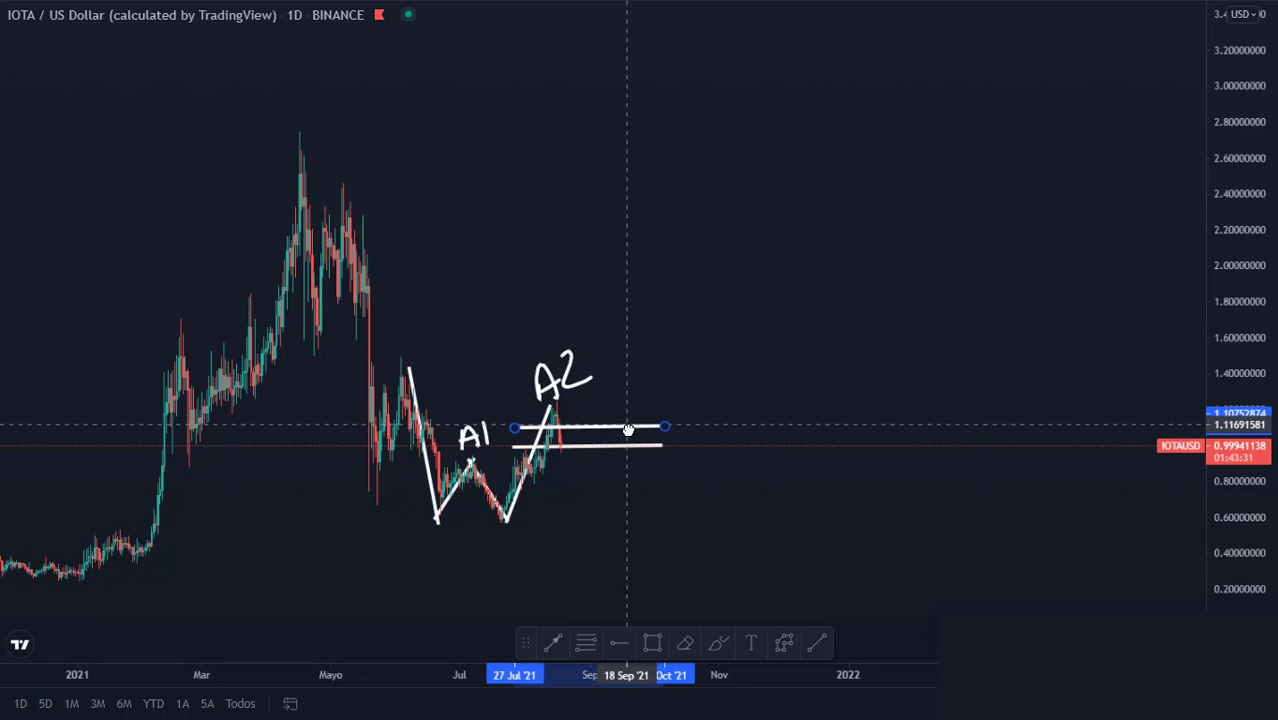 IOTA / US Dollar (calculated by TradingView) · 1D · BINANCE
USD
3.20000000
3.00000000
2.80000000
2.60000000
2.40000000
2.20000000
2.00000000
1.80000000
1.60000000
1.40000000
1.10752874
1.11691581
IOTAUSD 0.99941138
01:43:31
0.80000000
0.60000000
0.40000000
0.20000000
A1
A2
T
2021 Mar Mayo Jul 27 Jul '21 Sep 18 Sep '21 Oct '21 Nov 2022
1D 5D 1M 3M 6M YTD 1A 5A Todos